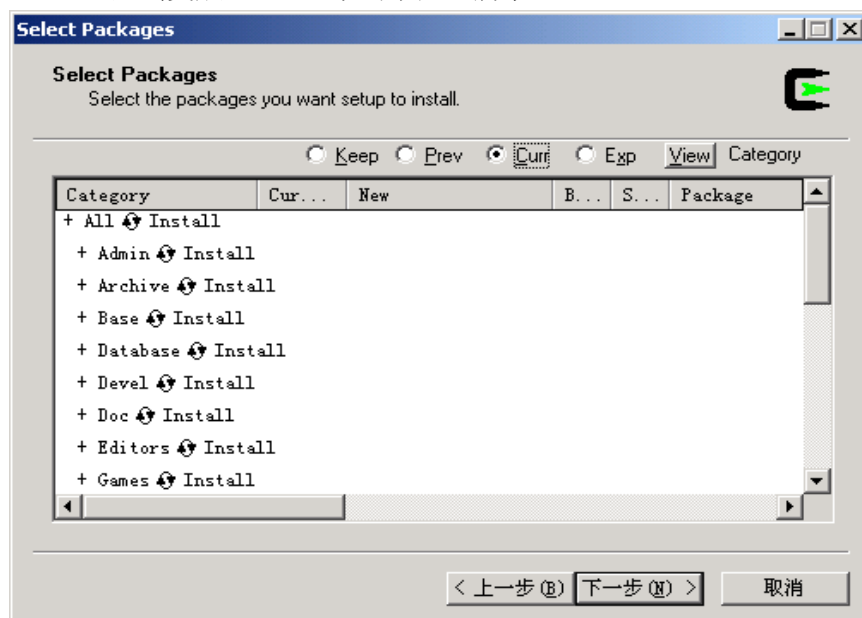 Select Packages
Select Packages
Select the packages you want setup to install.
Keep Prev Curr Exp View Category
Category Cur... New B... S... Package
+ All Install
+ Admin Install
+ Archive Install
+ Base Install
+ Database Install
+ Devel Install
+ Doc Install
+ Editors Install
+ Games Install
< 上一步(B) 下一步(N) > 取消